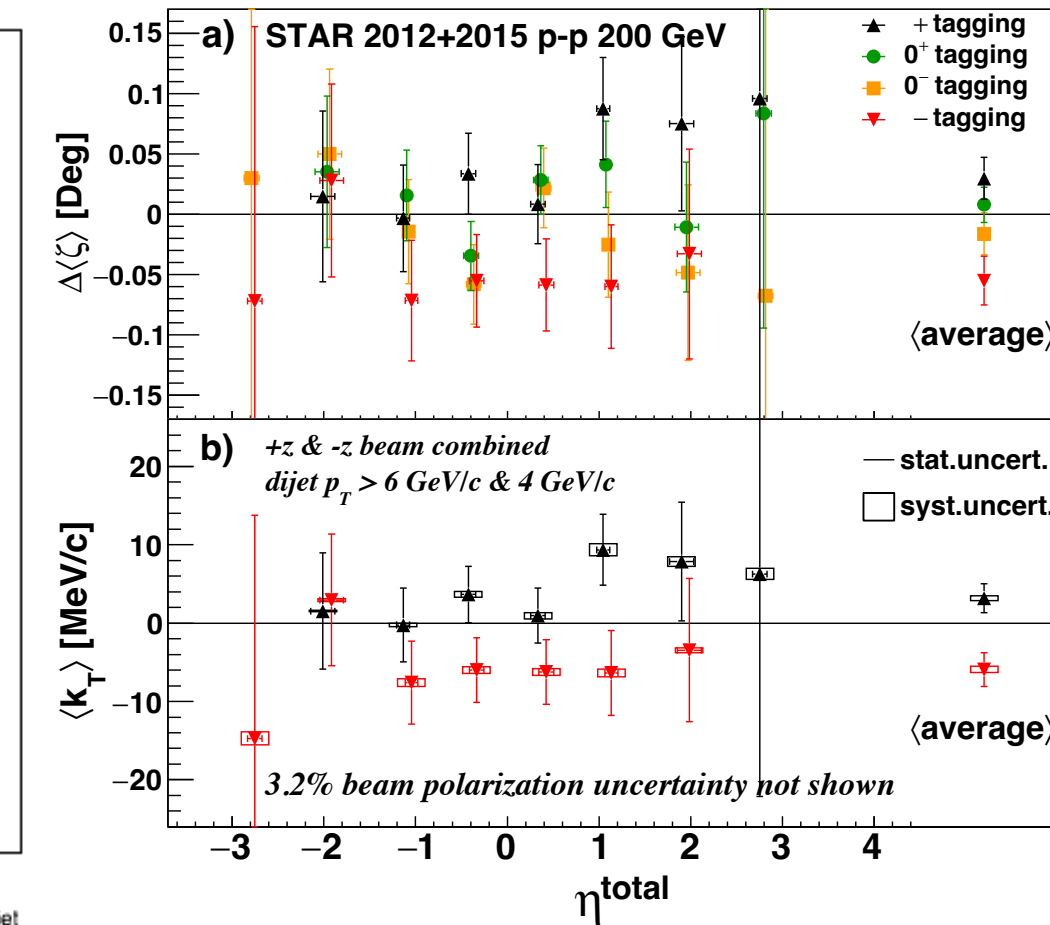 a) STAR 2012+2015 p-p 200 GeV
+ tagging
0⁺ tagging
0⁻ tagging
− tagging
0.15
0.1
0.05
0
−0.05
−0.1
−0.15
Δ⟨ζ⟩ [Deg]
⟨average⟩
b) +z & -z beam combined
dijet p_T > 6 GeV/c & 4 GeV/c
stat.uncert.
syst.uncert.
20
10
0
−10
−20
⟨k_T⟩ [MeV/c]
⟨average⟩
3.2% beam polarization uncertainty not shown
−3 −2 −1 0 1 2 3 4
η^total